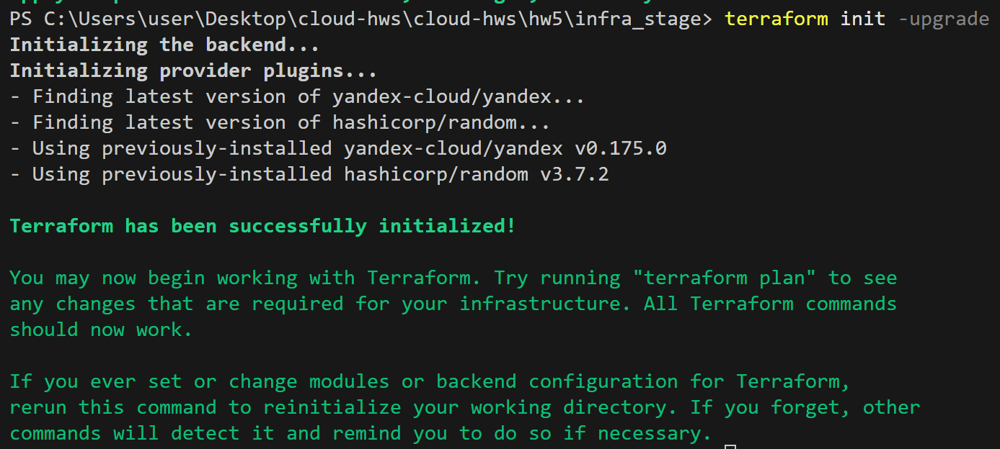 PS C:\Users\user\Desktop\cloud-hws\cloud-hws\hw5\infra_stage> terraform init -upgrade
Initializing the backend...
Initializing provider plugins...
- Finding latest version of yandex-cloud/yandex...
- Finding latest version of hashicorp/random...
- Using previously-installed yandex-cloud/yandex v0.175.0
- Using previously-installed hashicorp/random v3.7.2
Terraform has been successfully initialized!
You may now begin working with Terraform. Try running "terraform plan" to see
any changes that are required for your infrastructure. All Terraform commands
should now work.
If you ever set or change modules or backend configuration for Terraform,
rerun this command to reinitialize your working directory. If you forget, other
commands will detect it and remind you to do so if necessary.